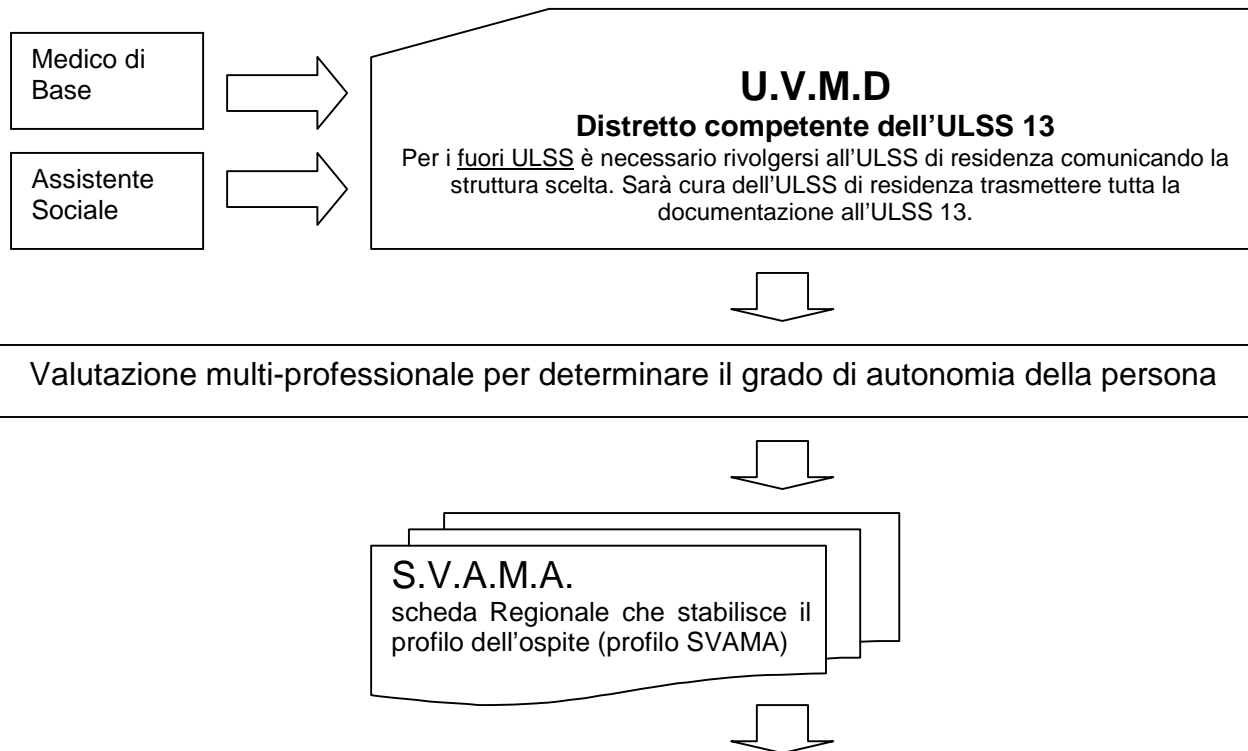 Medico di
Base
Assistente
Sociale
U.V.M.D
Distretto competente dell’ULSS 13
Per i fuori ULSS è necessario rivolgersi all’ULSS di residenza comunicando la
struttura scelta. Sarà cura dell’ULSS di residenza trasmettere tutta la
documentazione all’ULSS 13.
Valutazione multi-professionale per determinare il grado di autonomia della persona
S.V.A.M.A.
scheda Regionale che stabilisce il
profilo dell’ospite (profilo SVAMA)